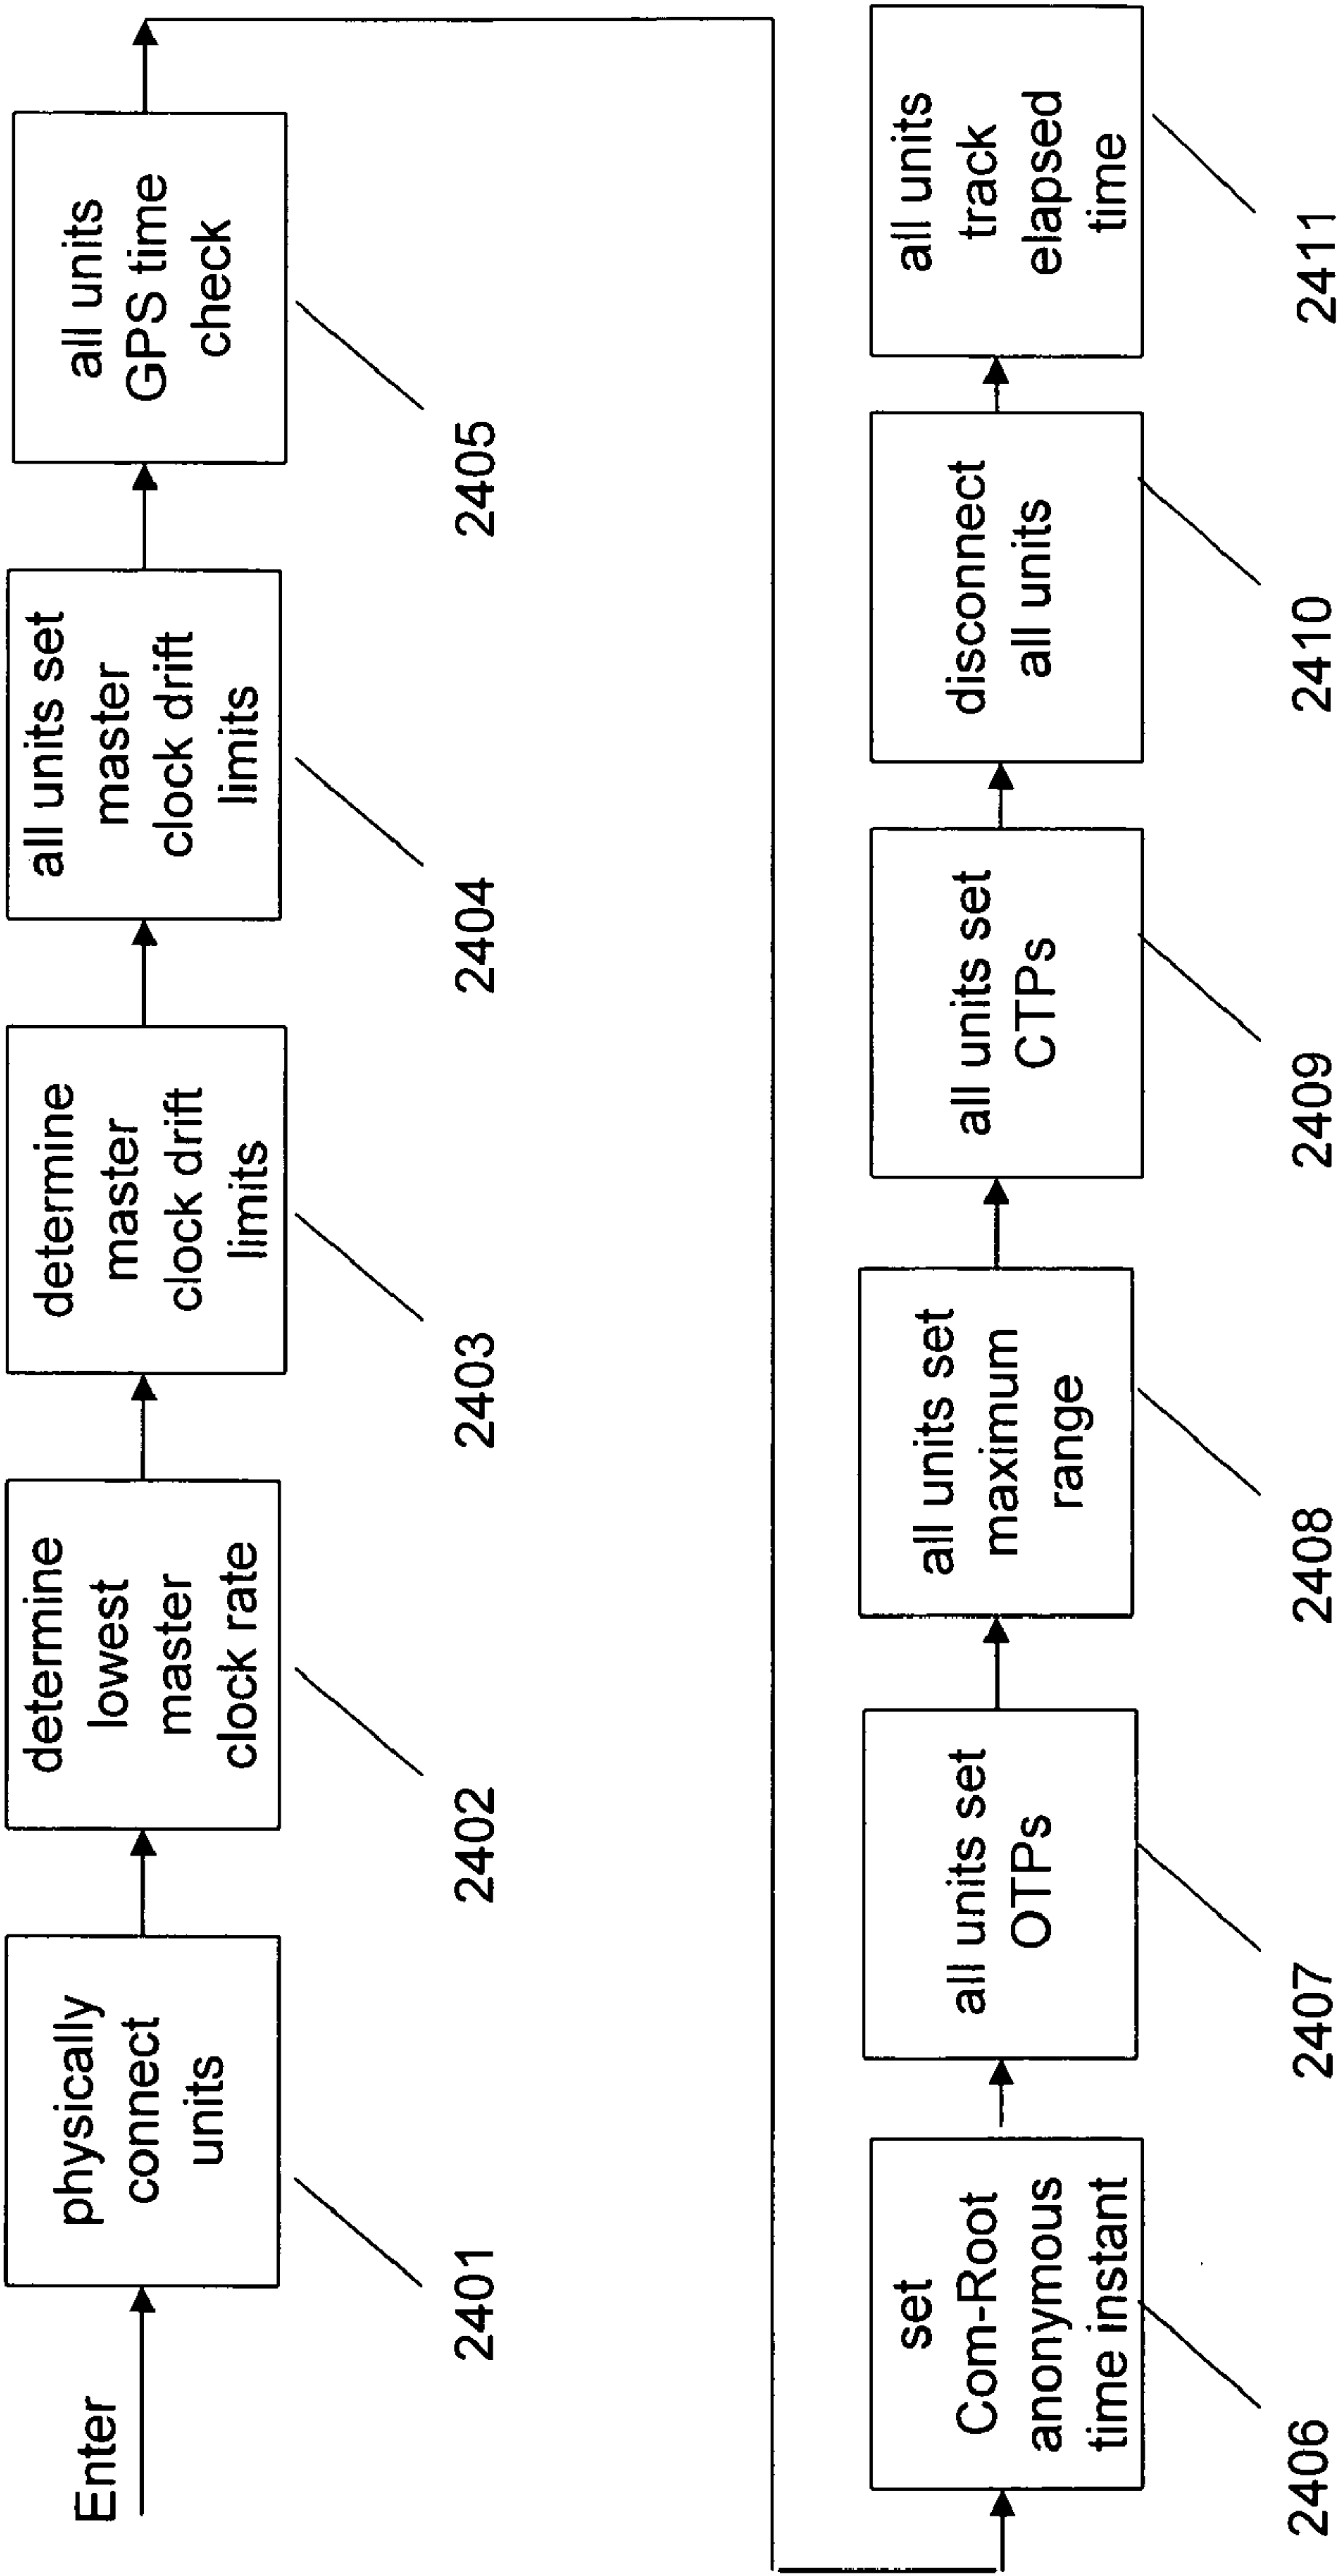 Enter
physically
connect
units
2401
determine
lowest
master
clock rate
2402
determine
master
clock drift
limits
2403
all units set
master
clock drift
limits
2404
all units
GPS time
check
2405
set
Com-Root
anonymous
time instant
2406
all units set
OTPs
2407
all units set
maximum
range
2408
all units set
CTPs
2409
disconnect
all units
2410
all units
track
elapsed
time
2411